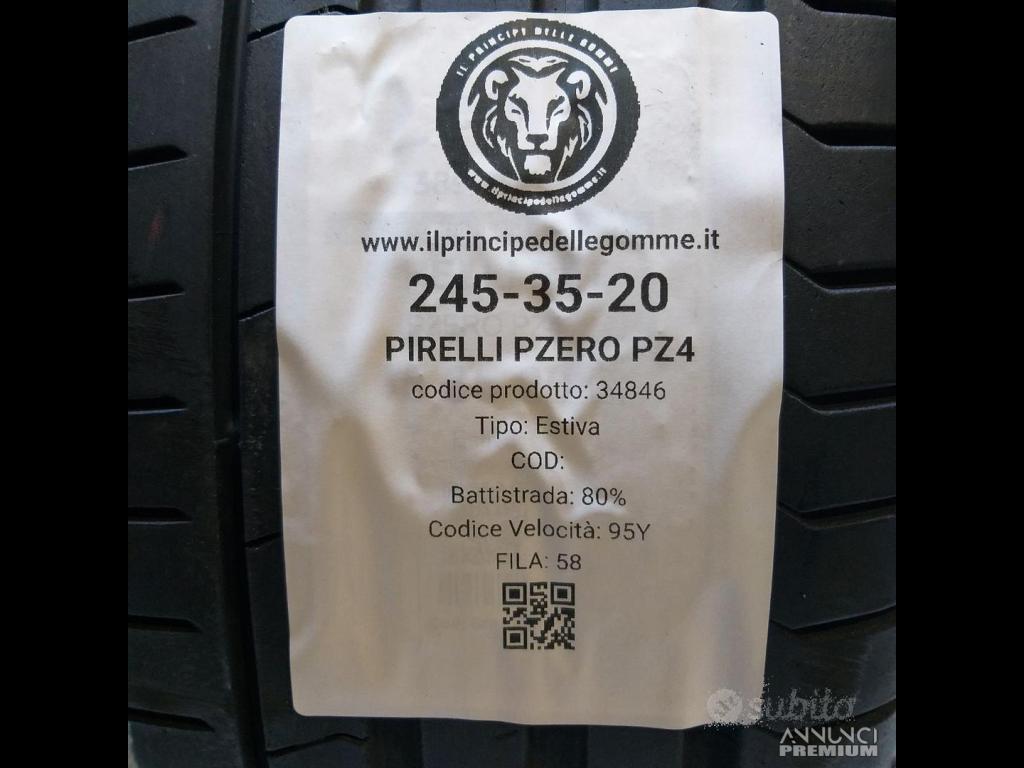 IL PRINCIPE DELLE GOMME
www.ilprincipedellegomme.it
www.ilprincipedellegomme.it
245-35-20
PIRELLI PZERO PZ4
codice prodotto: 34846
Tipo: Estiva
COD:
Battistrada: 80%
Codice Velocità: 95Y
FILA: 58
subito
ANNUNCI
PREMIUM